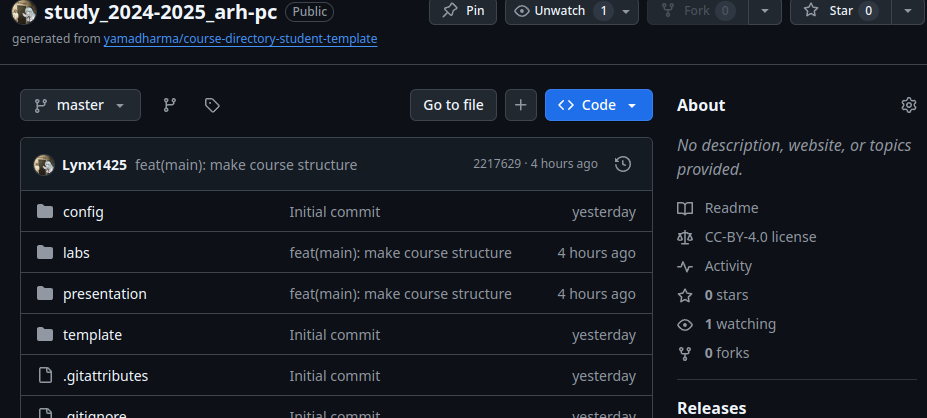 study_2024-2025_arh-pc Public
Pin Unwatch 1 Fork 0 Star 0
generated from yamadharma/course-directory-student-template
master Go to file Code
Lynx1425 feat(main): make course structure 2217629 · 4 hours ago
config Initial commit yesterday
labs feat(main): make course structure 4 hours ago
presentation feat(main): make course structure 4 hours ago
template Initial commit yesterday
.gitattributes Initial commit yesterday
.gitignore Initial commit yesterday
About
No description, website, or topics
provided.
Readme
CC-BY-4.0 license
Activity
0 stars
1 watching
0 forks
Releases